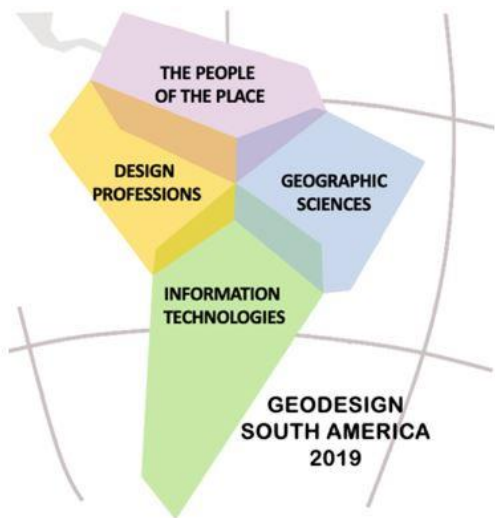 THE PEOPLE
OF THE PLACE
DESIGN
PROFESSIONS
GEOGRAPHIC
SCIENCES
INFORMATION
TECHNOLOGIES
GEODESIGN
SOUTH AMERICA
2019